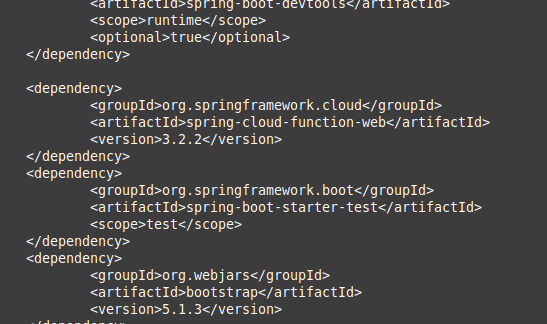 <artifactId>spring-boot-devtools</artifactId>
<scope>runtime</scope>
<optional>true</optional>
</dependency>
<dependency>
<groupId>org.springframework.cloud</groupId>
<artifactId>spring-cloud-function-web</artifactId>
<version>3.2.2</version>
</dependency>
<dependency>
<groupId>org.springframework.boot</groupId>
<artifactId>spring-boot-starter-test</artifactId>
<scope>test</scope>
</dependency>
<dependency>
<groupId>org.webjars</groupId>
<artifactId>bootstrap</artifactId>
<version>5.1.3</version>
</dependency>